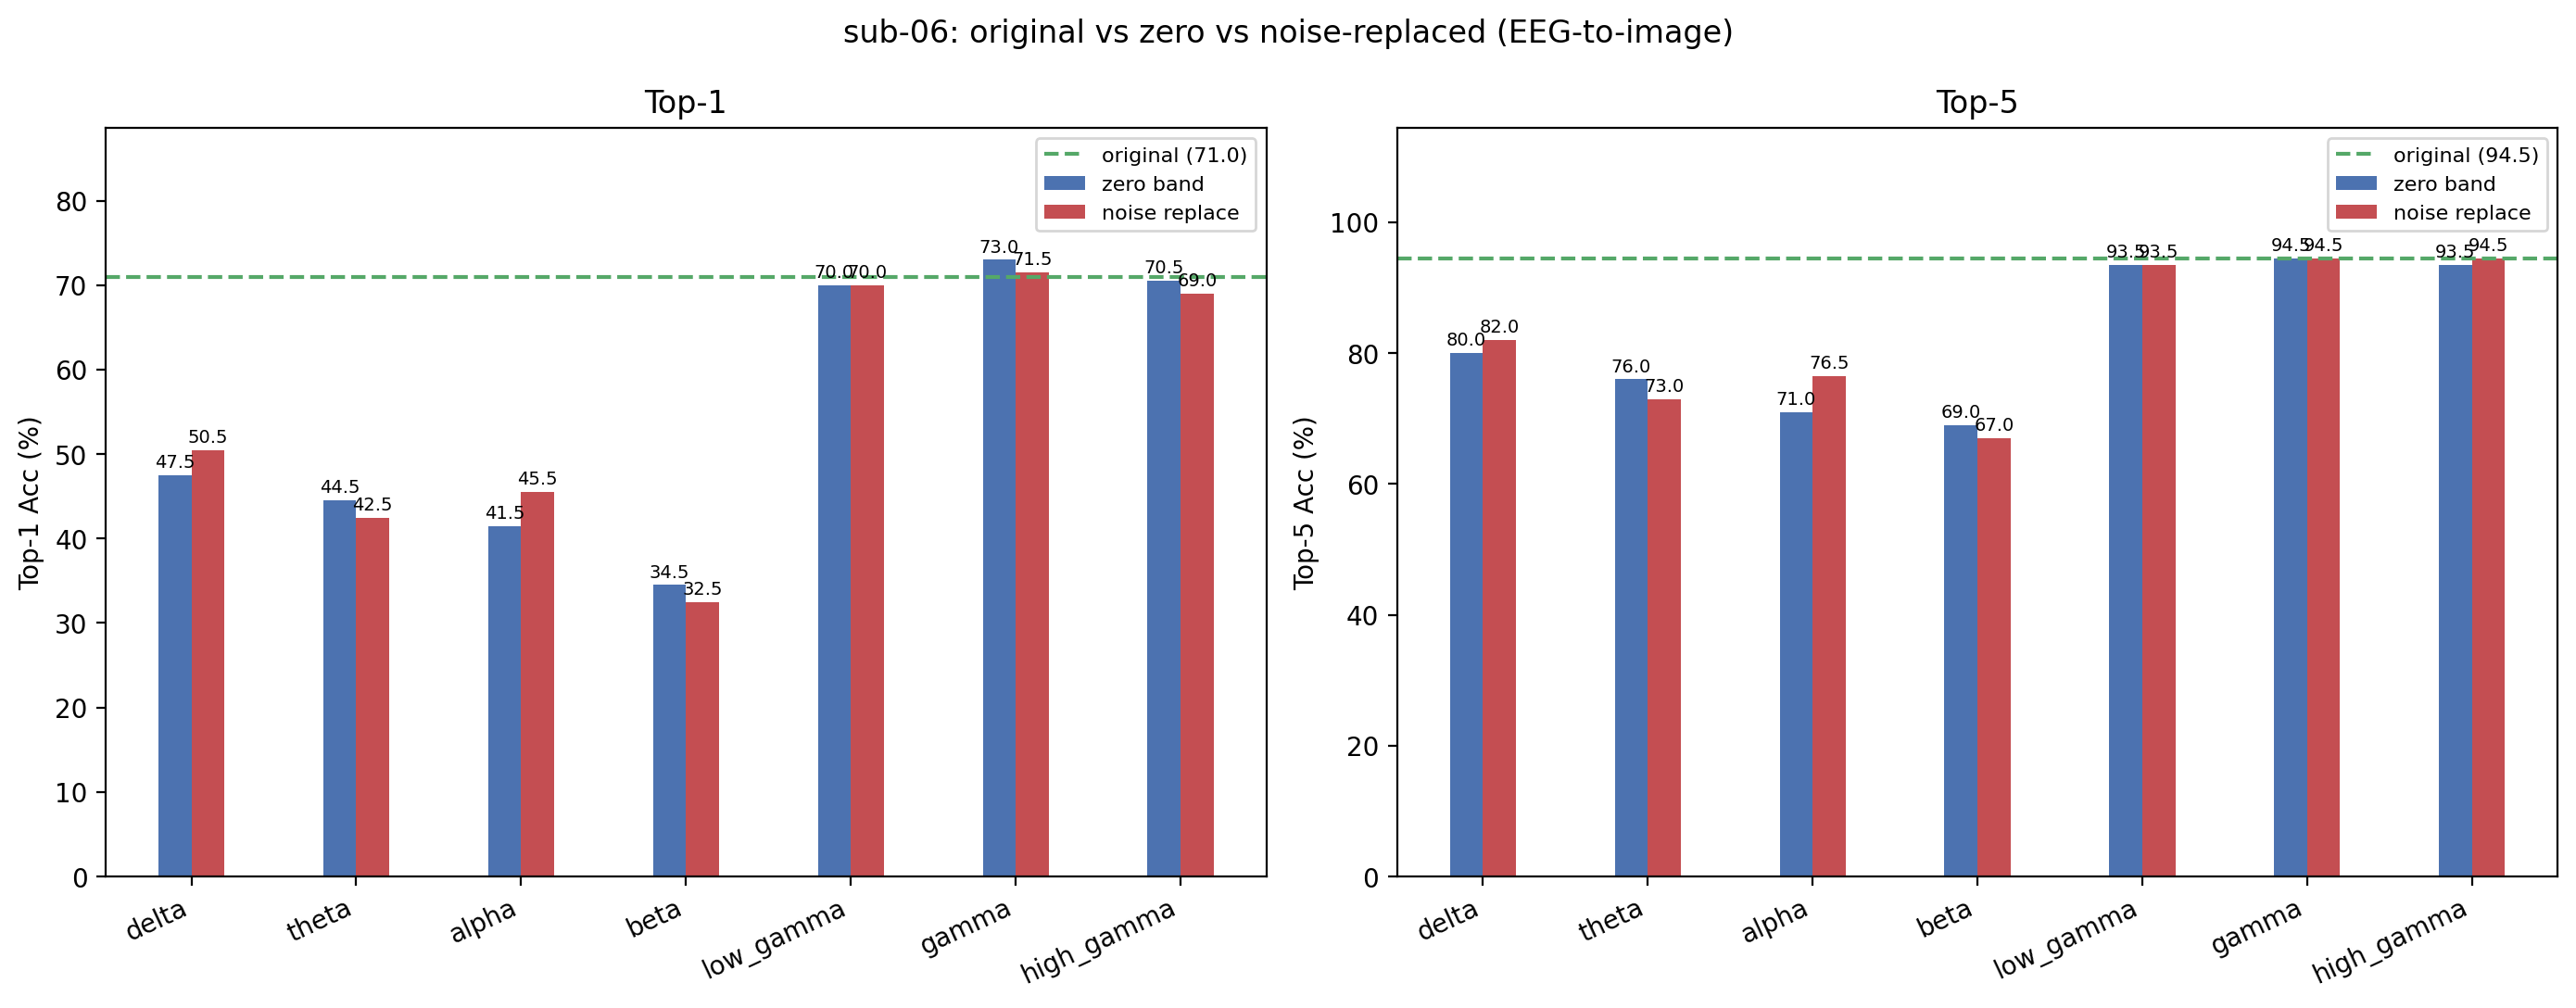 sub-06: original vs zero vs noise-replaced (EEG-to-image)
Top-1
original (71.0)
zero band
noise replace
Top-1 Acc (%)
80
70
60
50
40
30
20
10
0
47.5
50.5
44.5
42.5
41.5
45.5
34.5
32.5
70.0
70.0
73.0
71.5
70.5
69.0
delta
theta
alpha
beta
low_gamma
gamma
high_gamma
Top-5
original (94.5)
zero band
noise replace
Top-5 Acc (%)
100
80
60
40
20
0
80.0
82.0
76.0
73.0
71.0
76.5
69.0
67.0
93.5
93.5
94.5
94.5
93.5
94.5
delta
theta
alpha
beta
low_gamma
gamma
high_gamma